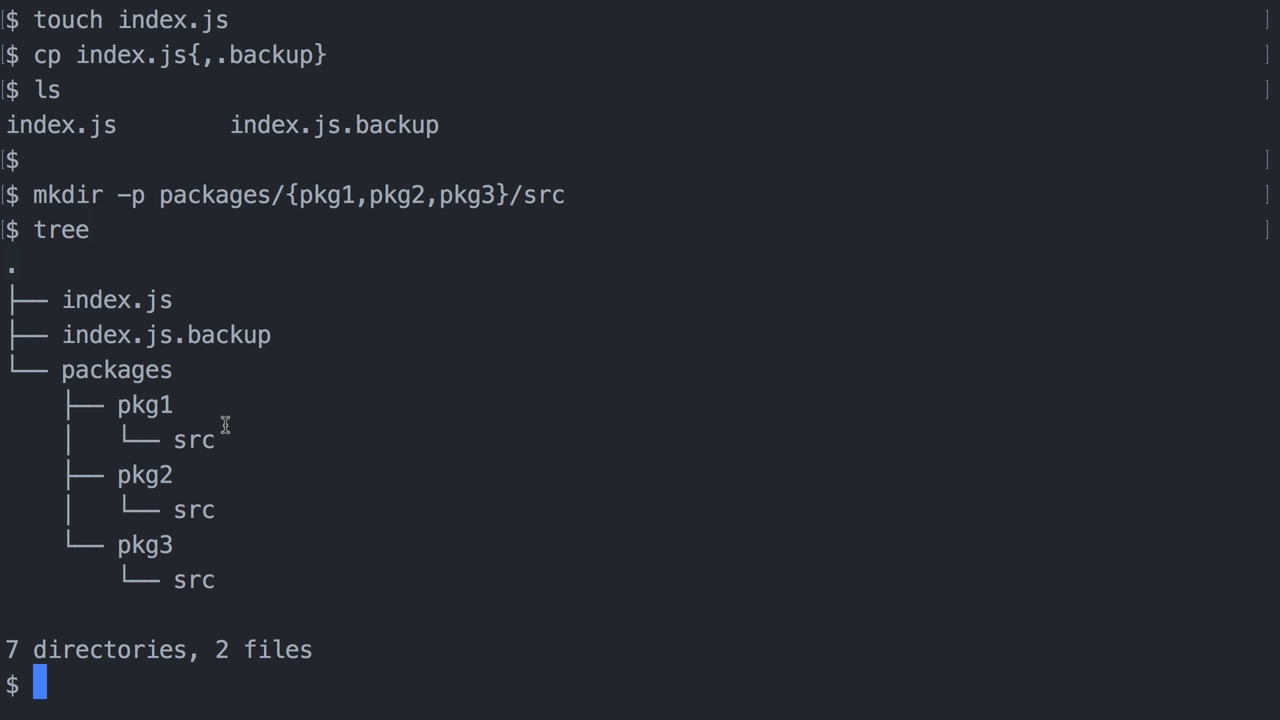 $ touch index.js
$ cp index.js{,.backup}
$ ls
index.js        index.js.backup
$
$ mkdir -p packages/{pkg1,pkg2,pkg3}/src
$ tree
.
├── index.js
├── index.js.backup
└── packages
    ├── pkg1
    │   └── src
    ├── pkg2
    │   └── src
    └── pkg3
        └── src
7 directories, 2 files
$